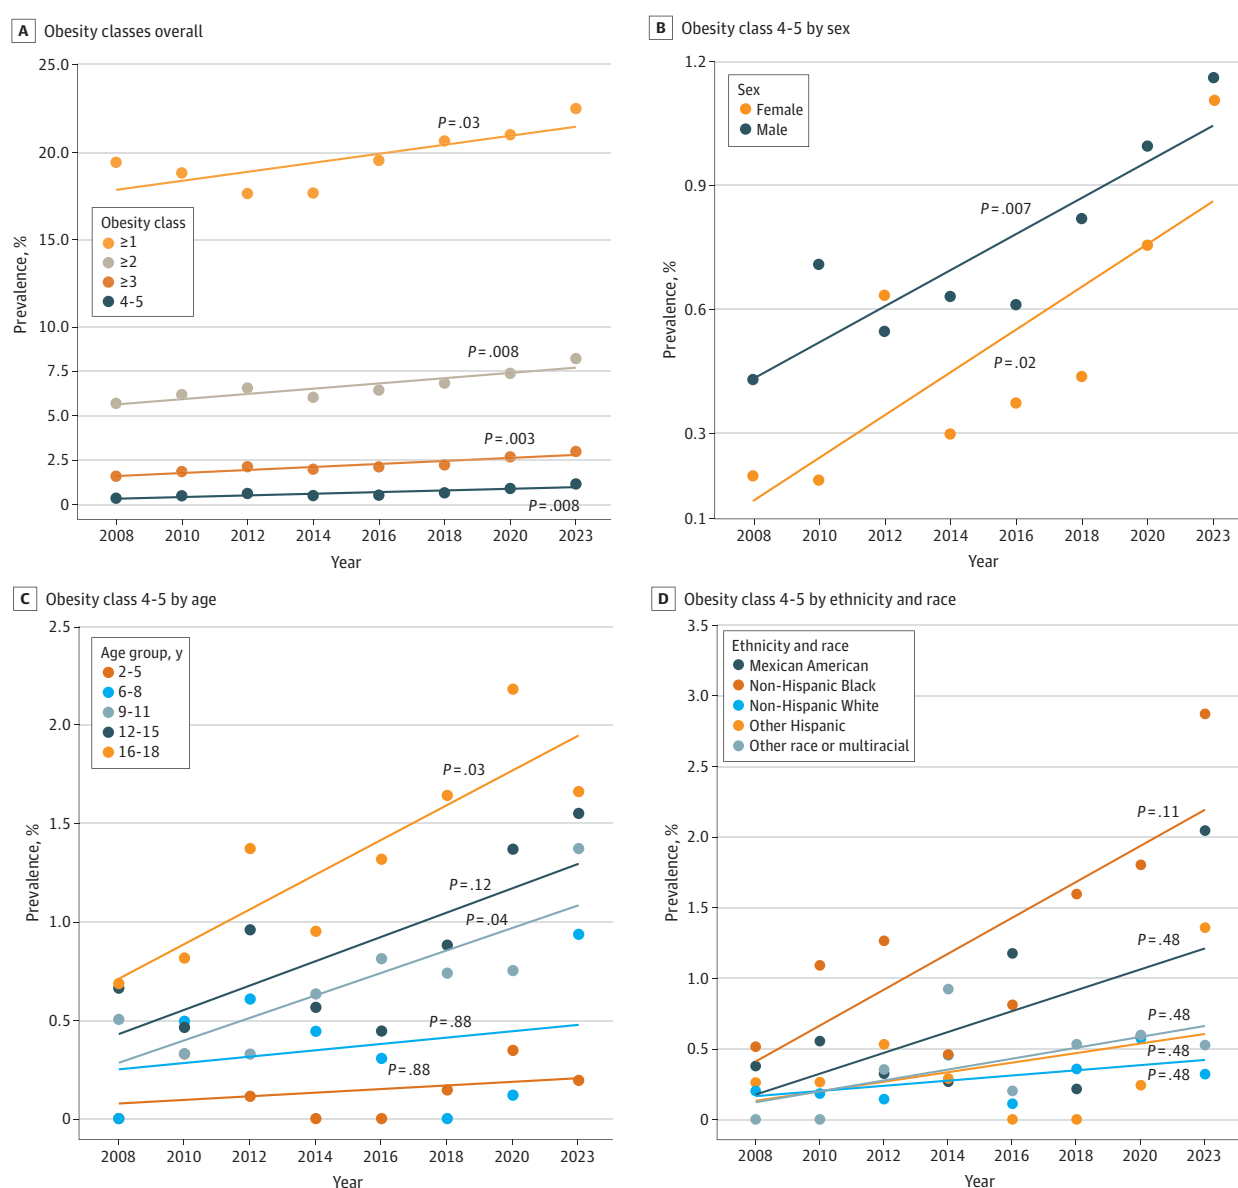 A Obesity classes overall
25.0
20.0
15.0
10.0
7.5
5.0
2.5
0
Prevalence, %
Obesity class
≥1
≥2
≥3
4-5
P = .03
P = .008
P = .003
P = .008
2008 2010 2012 2014 2016 2018 2020 2023
Year
B Obesity class 4-5 by sex
1.2
0.9
0.6
0.3
0.1
Prevalence, %
Sex
Female
Male
P = .007
P = .02
2008 2010 2012 2014 2016 2018 2020 2023
Year
C Obesity class 4-5 by age
2.5
2.0
1.5
1.0
0.5
0
Prevalence, %
Age group, y
2-5
6-8
9-11
12-15
16-18
P = .03
P = .12
P = .04
P = .88
P = .88
2008 2010 2012 2014 2016 2018 2020 2023
Year
D Obesity class 4-5 by ethnicity and race
3.5
3.0
2.5
2.0
1.5
1.0
0.5
0
Prevalence, %
Ethnicity and race
Mexican American
Non-Hispanic Black
Non-Hispanic White
Other Hispanic
Other race or multiracial
P = .11
P = .48
P = .48
P = .48
P = .48
2008 2010 2012 2014 2016 2018 2020 2023
Year